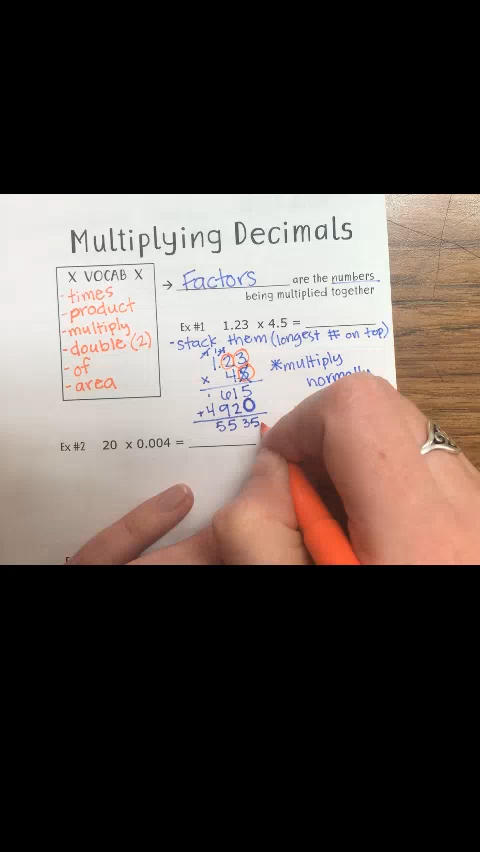 Multiplying Decimals
X VOCAB X
- times
- product
- multiply
- double (2)
- of
- area
→ Factors are the numbers
being multiplied together
Ex #1 1.23 x 4.5 =
- stack them (longest # on top)
1.23
x 4.5
615
+ 4920
5535
*multiply
normally
Ex #2 20 x 0.004 =